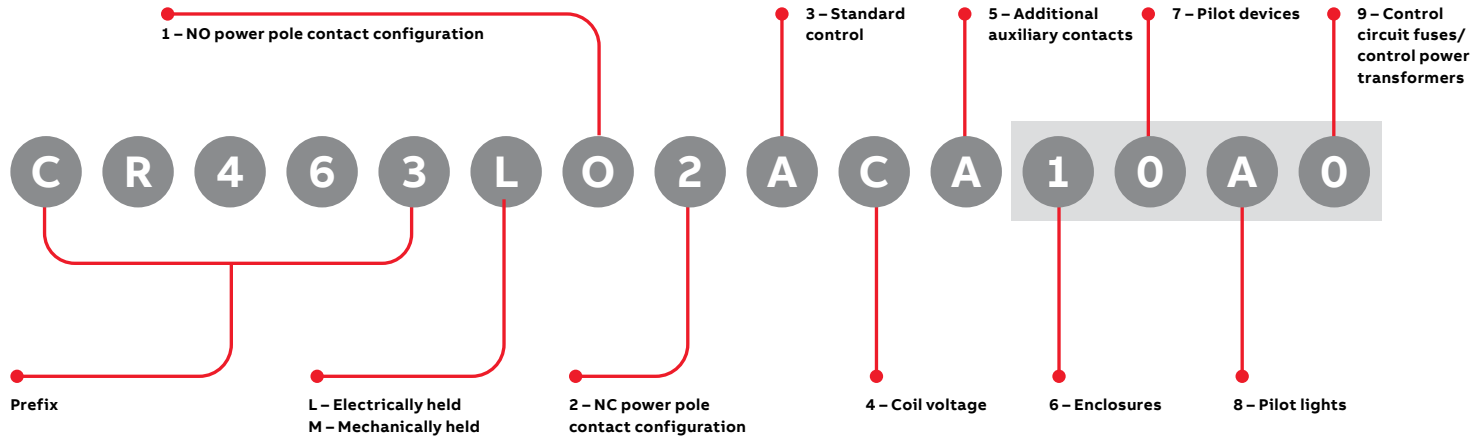 1 – NO power pole contact configuration
3 – Standard
control
5 – Additional
auxiliary contacts
7 – Pilot devices
9 – Control
circuit fuses/
control power
transformers
C R 4 6 3 L O 2 A C A 1 0 A 0
Prefix
L – Electrically held
M – Mechanically held
2 – NC power pole
contact configuration
4 – Coil voltage
6 – Enclosures
8 – Pilot lights